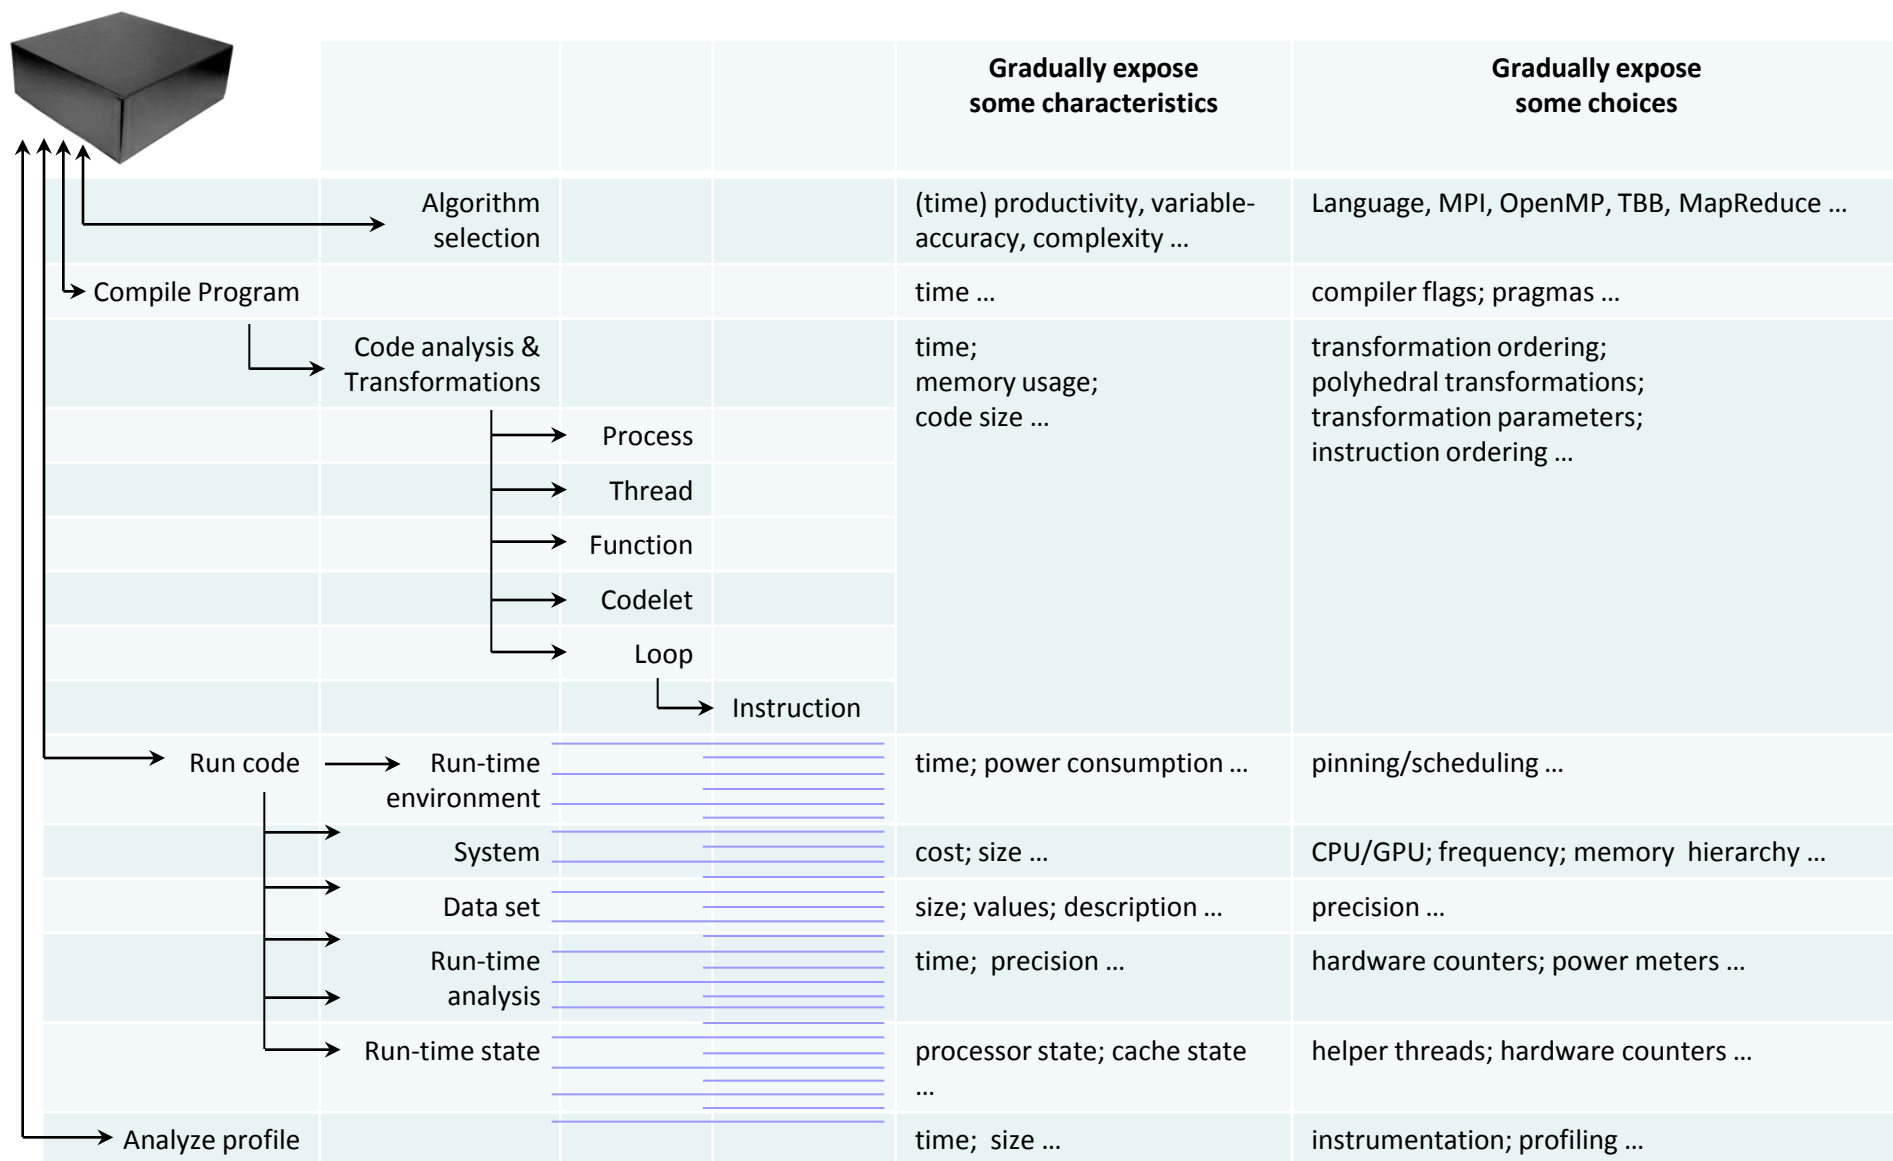 Gradually expose
some characteristics
Gradually expose
some choices
Algorithm
selection
(time) productivity, variable-
accuracy, complexity ...
Language, MPI, OpenMP, TBB, MapReduce ...
Compile Program
time ...
compiler flags; pragmas ...
Code analysis &
Transformations
time;
memory usage;
code size ...
transformation ordering;
polyhedral transformations;
transformation parameters;
instruction ordering ...
Process
Thread
Function
Codelet
Loop
Instruction
Run code
Run-time
environment
time; power consumption ...
pinning/scheduling ...
System
cost; size ...
CPU/GPU; frequency; memory  hierarchy ...
Data set
size; values; description ...
precision ...
Run-time
analysis
time;  precision ...
hardware counters; power meters ...
Run-time state
processor state; cache state
...
helper threads; hardware counters ...
Analyze profile
time;  size ...
instrumentation; profiling ...